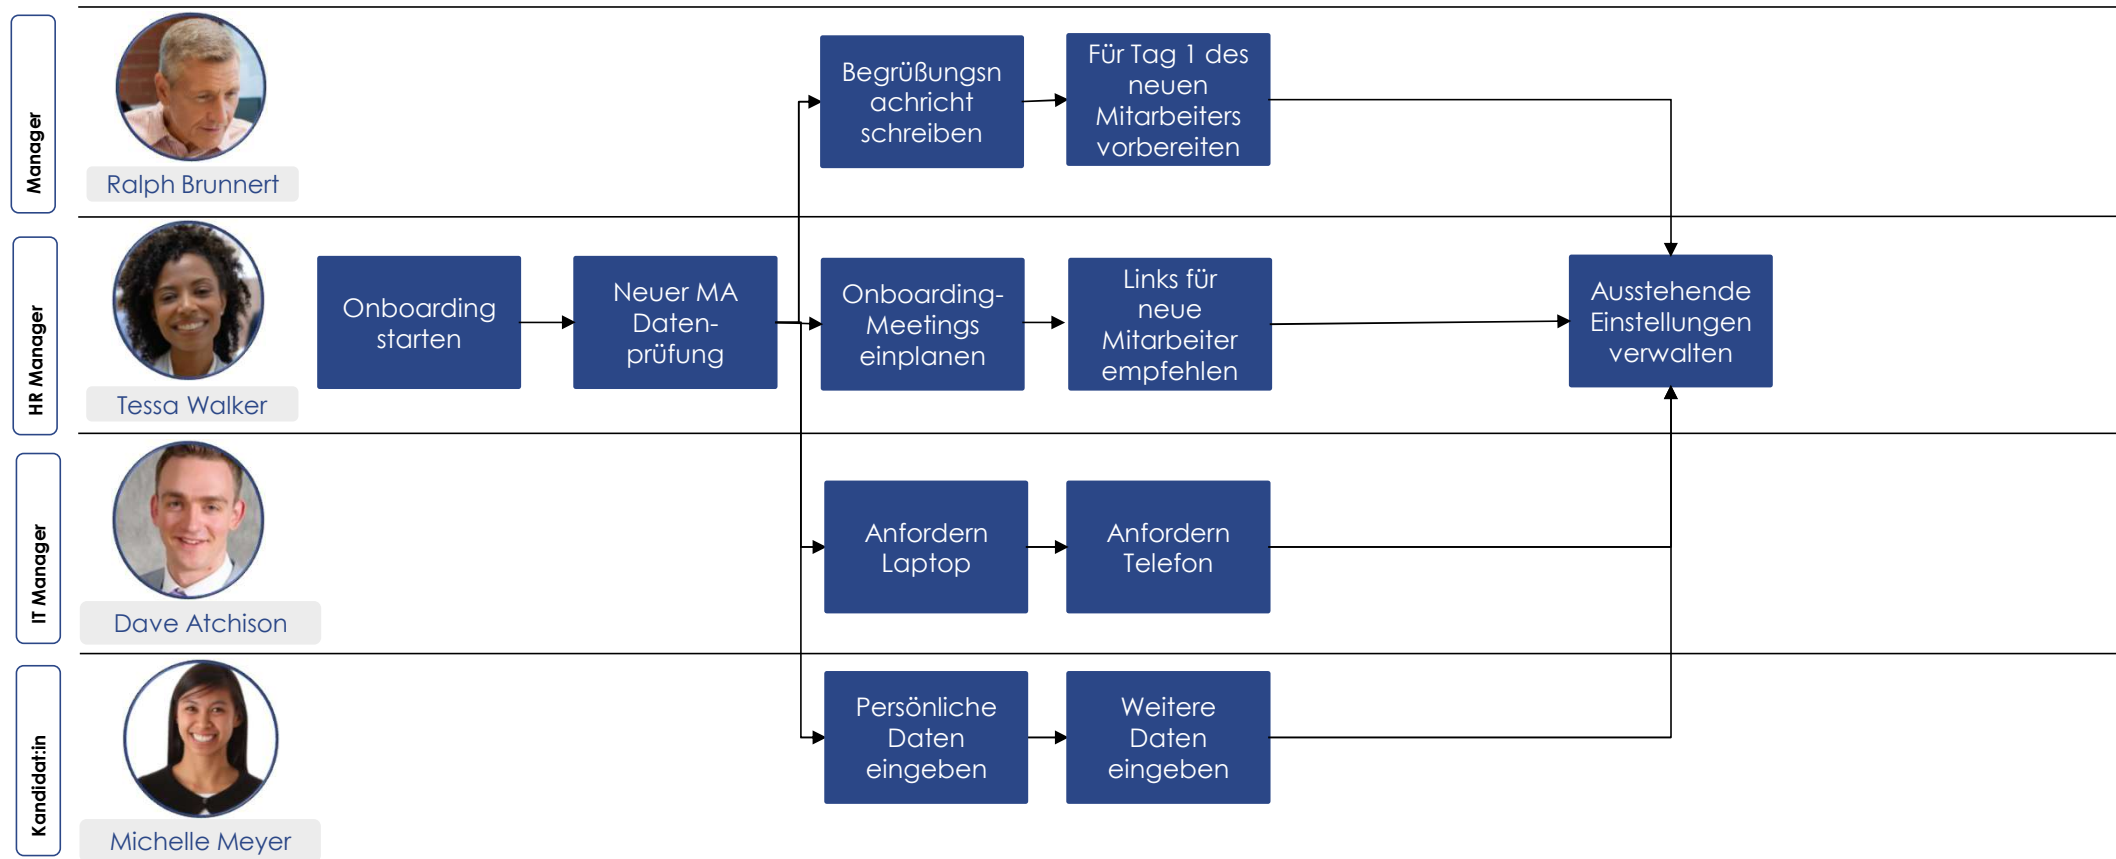 Manager
Ralph Brunnert
Begrüßungsn
achricht
schreiben
Für Tag 1 des
neuen
Mitarbeiters
vorbereiten
HR Manager
Tessa Walker
Onboarding
starten
Neuer MA
Daten-
prüfung
Onboarding-
Meetings
einplanen
Links für
neue
Mitarbeiter
empfehlen
Ausstehende
Einstellungen
verwalten
IT Manager
Dave Atchison
Anfordern
Laptop
Anfordern
Telefon
Kandidat:in
Michelle Meyer
Persönliche
Daten
eingeben
Weitere
Daten
eingeben